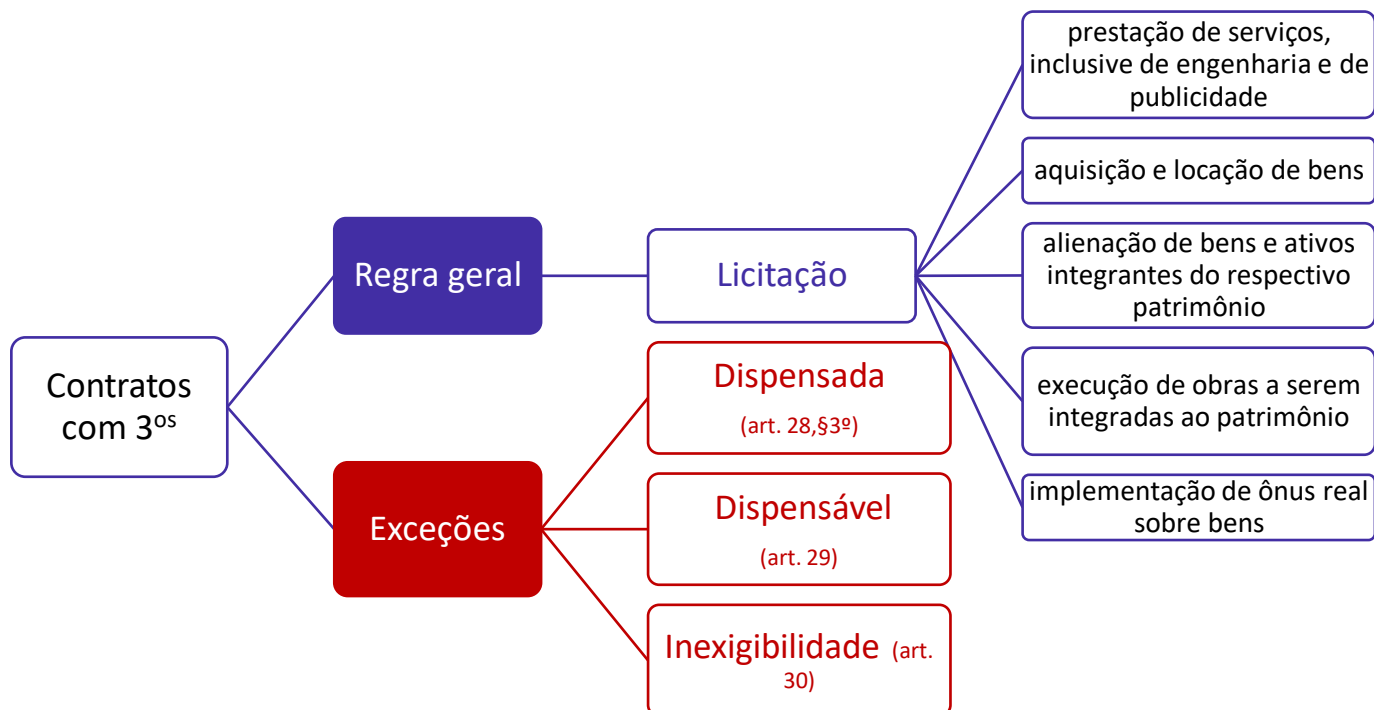 Contratos
com 3os
Regra geral
Licitação
prestação de serviços,
inclusive de engenharia e de
publicidade
aquisição e locação de bens
alienação de bens e ativos
integrantes do respectivo
patrimônio
execução de obras a serem
integradas ao patrimônio
implementação de ônus real
sobre bens
Exceções
Dispensada
(art. 28,§3º)
Dispensável
(art. 29)
Inexigibilidade (art.
30)